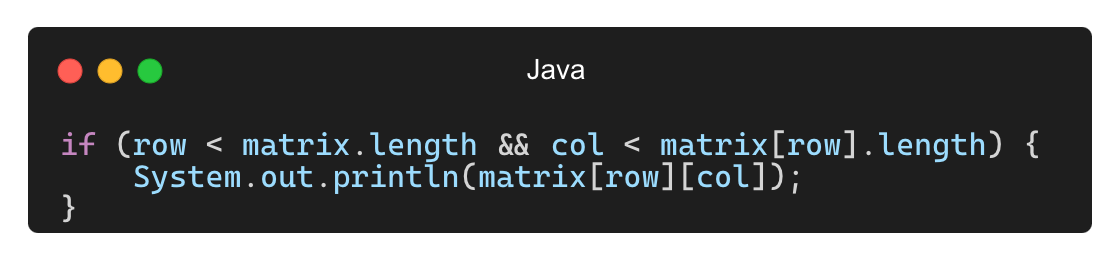 Java
if (row < matrix.length && col < matrix[row].length) {
    System.out.println(matrix[row][col]);
}